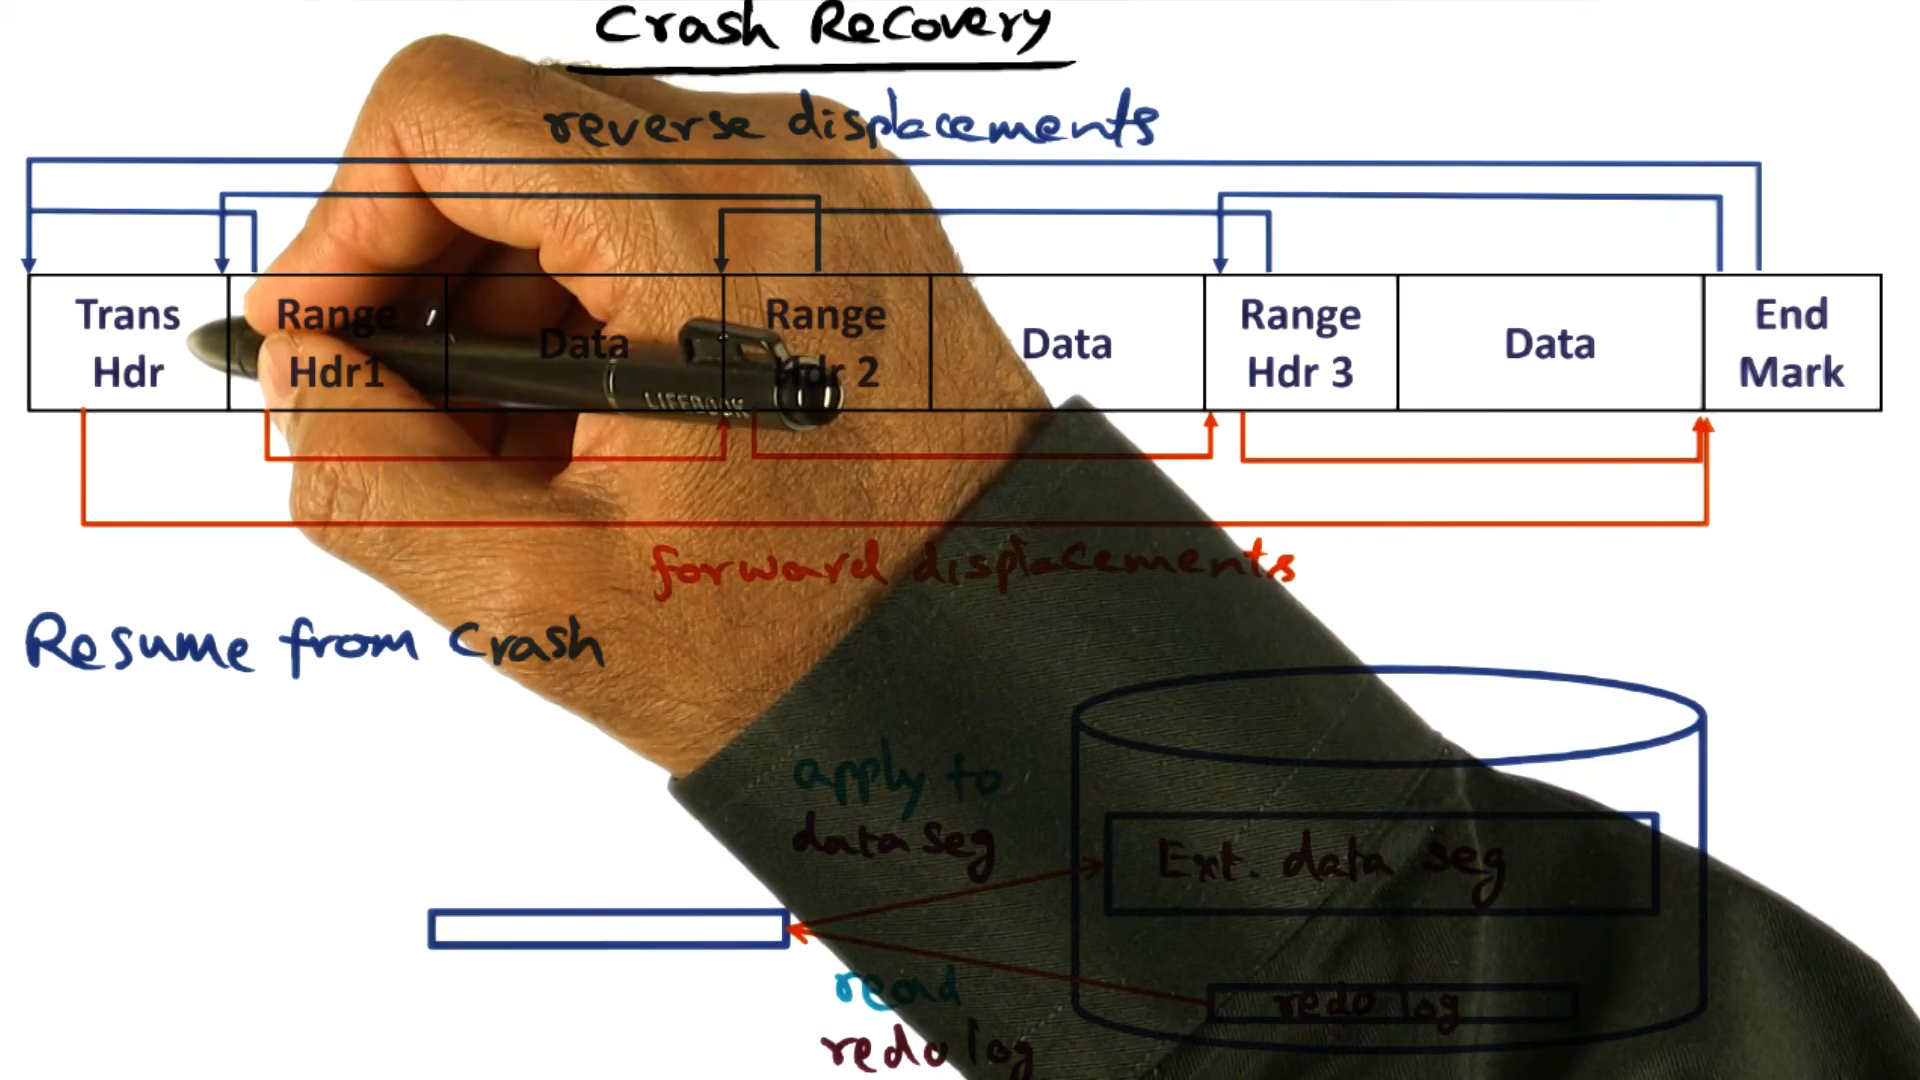 Crash Recovery
reverse displacements
Trans Hdr
Range Hdr1
Data
Range Hdr 2
Data
Range Hdr 3
Data
End Mark
LIFEBOOK
forward displacements
Resume from Crash
apply to
data seg
Ext. data seg
read
redo log
redo log